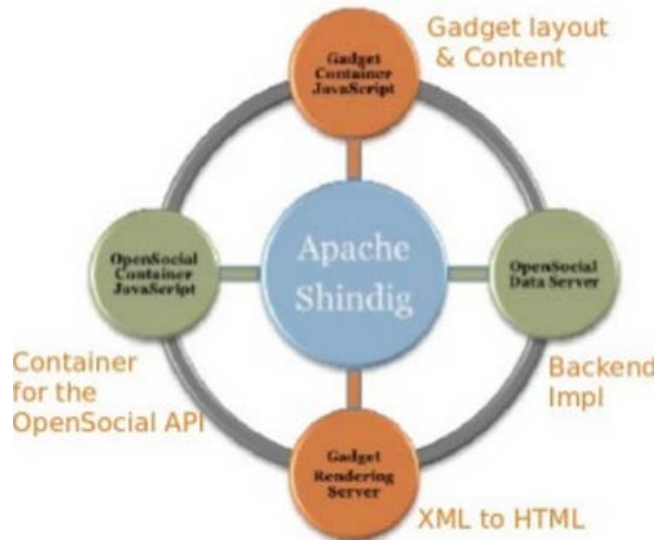 Gadget layout
& Content
Gadget
Container
JavaScript
OpenSocial
Container
JavaScript
Apache
Shindig
OpenSocial
Data Server
Container
for the
OpenSocial API
Backend
Impl
Gadget
Rendering
Server
XML to HTML